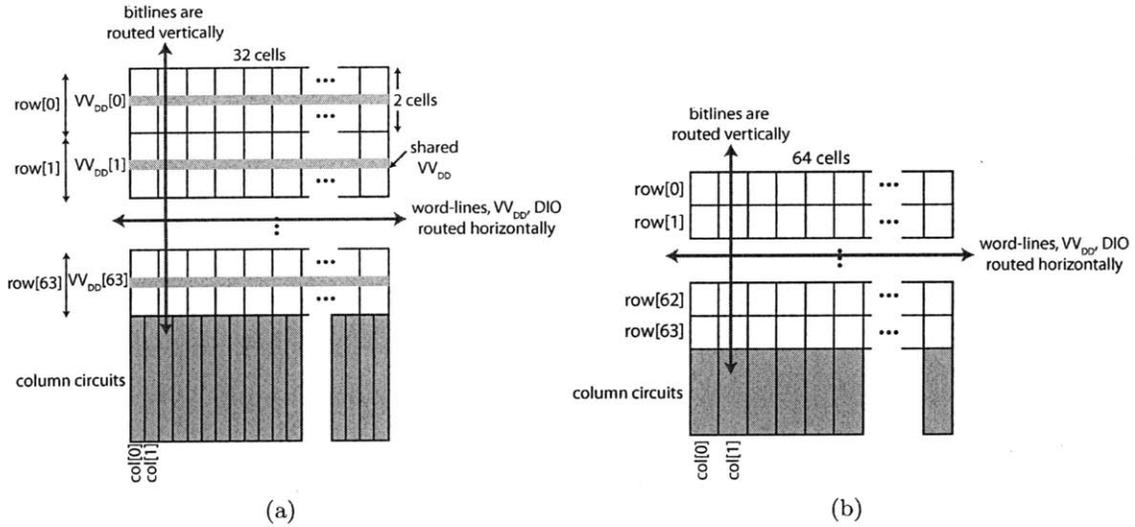 bitlines are
routed vertically
32 cells
row[0]
VV_DD[0]
2 cells
row[1]
VV_DD[1]
shared
VV_DD
word-lines, VV_DD, DIO
routed horizontally
row[63]
VV_DD[63]
column circuits
col[0]
col[1]
(a)
bitlines are
routed vertically
64 cells
row[0]
row[1]
word-lines, VV_DD, DIO
routed horizontally
row[62]
row[63]
column circuits
col[0]
col[1]
(b)